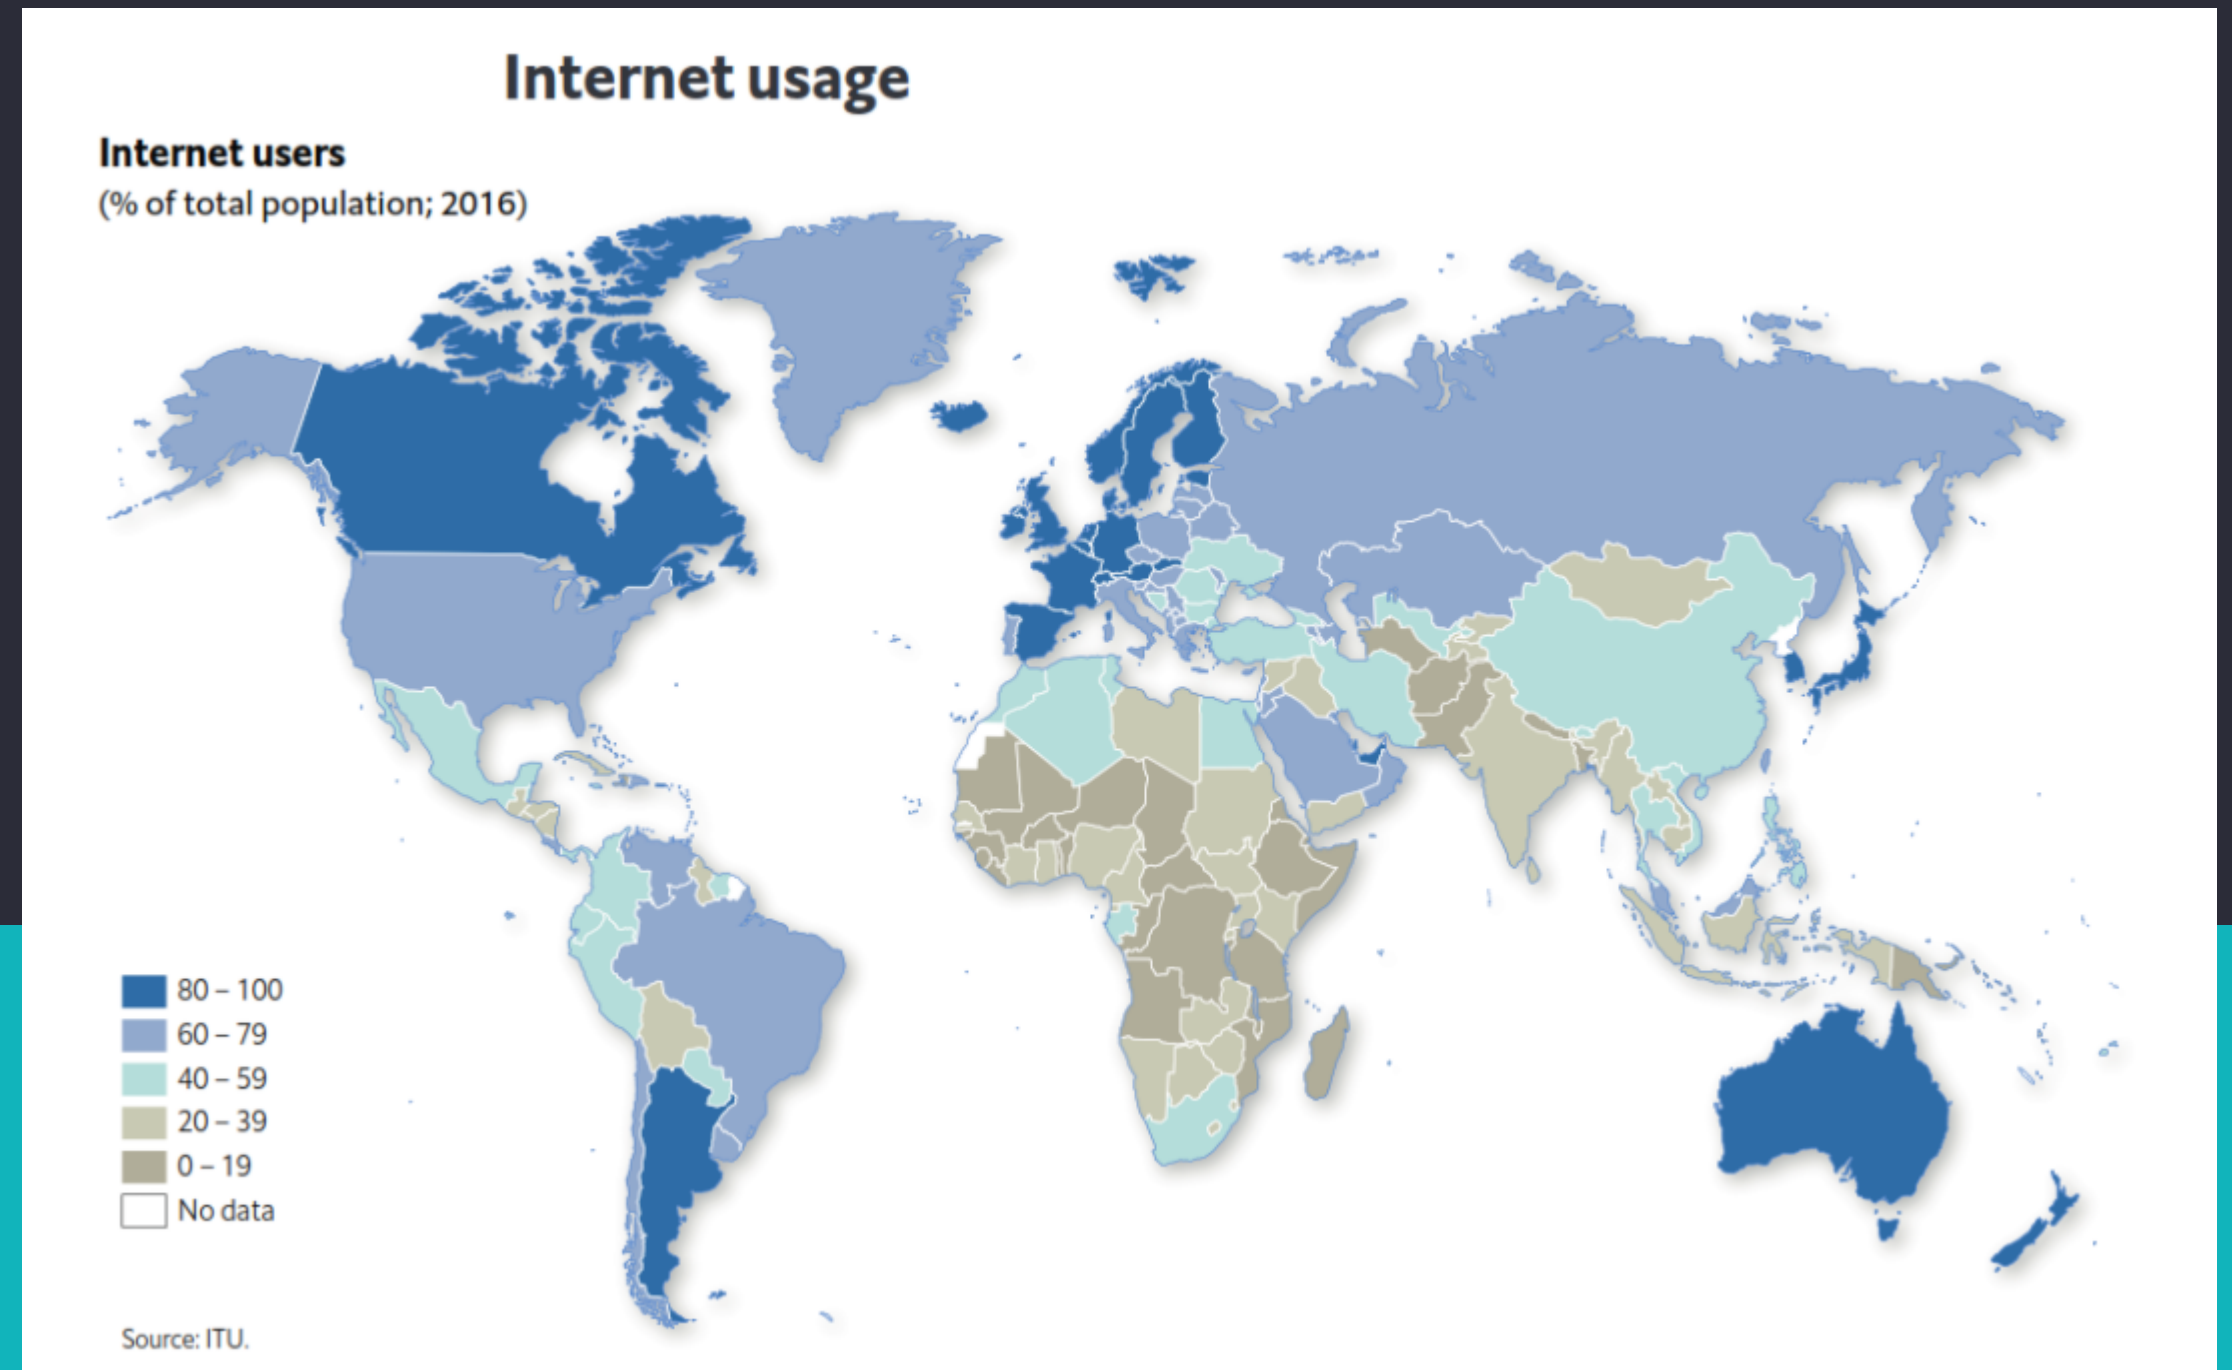 Internet usage
Internet users
(% of total population; 2016)
80 – 100
60 – 79
40 – 59
20 – 39
0 – 19
No data
Source: ITU.